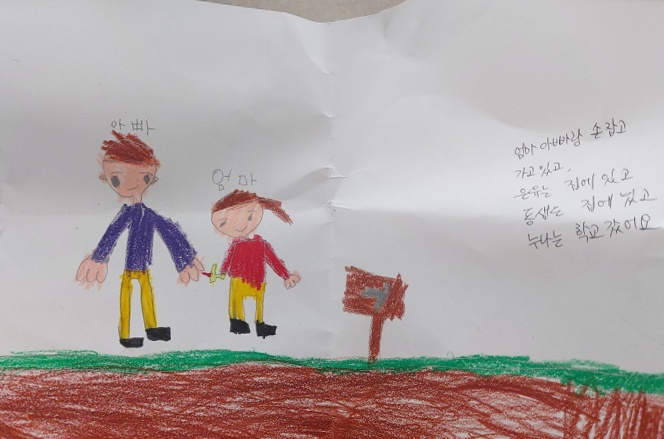 아빠
엄마
엄마 아빠랑 손잡고
가고있고,
은유는 집에 있고
동생은 집에 있고
누나는 학교 갔어요